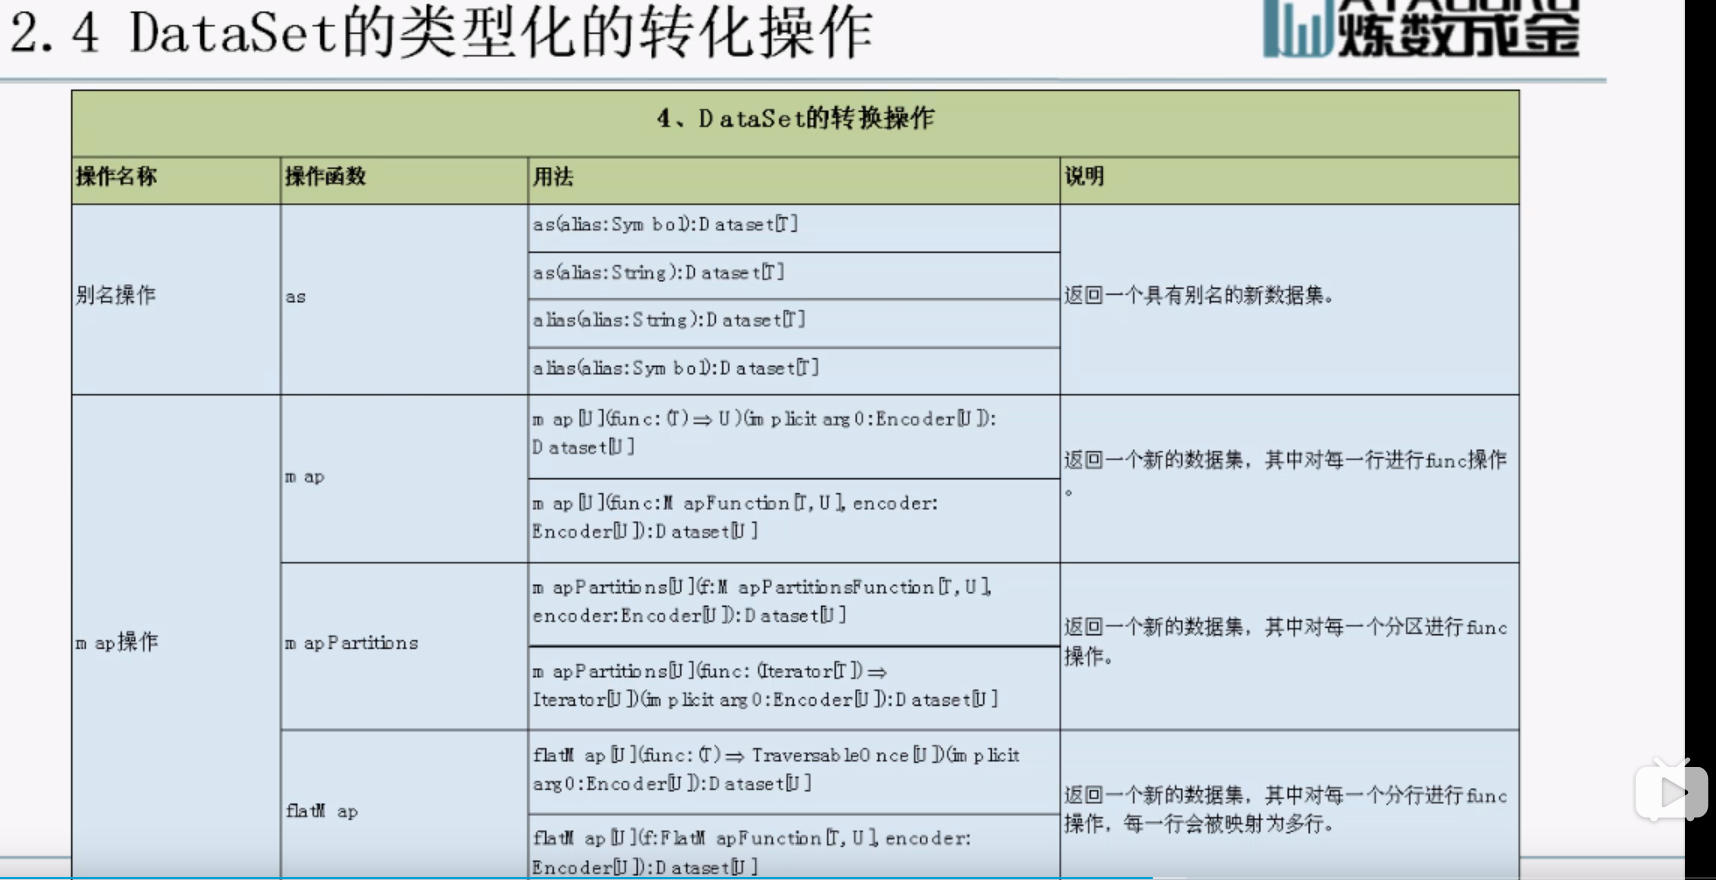 2.4 DataSet的类型化的转化操作
炼数成金
4、DataSet的转换操作
操作名称 操作函数 用法 说明
别名操作 as
as(alias:Symbol):Dataset[T]
as(alias:String):Dataset[T]
alias(alias:String):Dataset[T]
alias(alias:Symbol):Dataset[T]
返回一个具有别名的新数据集。
map操作
map
map[U](func:(T)⇒U)(implicit arg0:Encoder[U]):
Dataset[U]
map[U](func:MapFunction[T,U],encoder:
Encoder[U]):Dataset[U]
返回一个新的数据集，其中对每一行进行func操作
。
mapPartitions
mapPartitions[U](f:MapPartitionsFunction[T,U],
encoder:Encoder[U]):Dataset[U]
mapPartitions[U](func:(Iterator[T])⇒
Iterator[U])(implicit arg0:Encoder[U]):Dataset[U]
返回一个新的数据集，其中对每一个分区进行func
操作。
flatMap
flatMap[U](func:(T)⇒TraversableOnce[U])(implicit
arg0:Encoder[U]):Dataset[U]
flatMap[U](f:FlatMapFunction[T,U],encoder:
Encoder[U]):Dataset[U]
返回一个新的数据集，其中对每一个分行进行func
操作，每一行会被映射为多行。